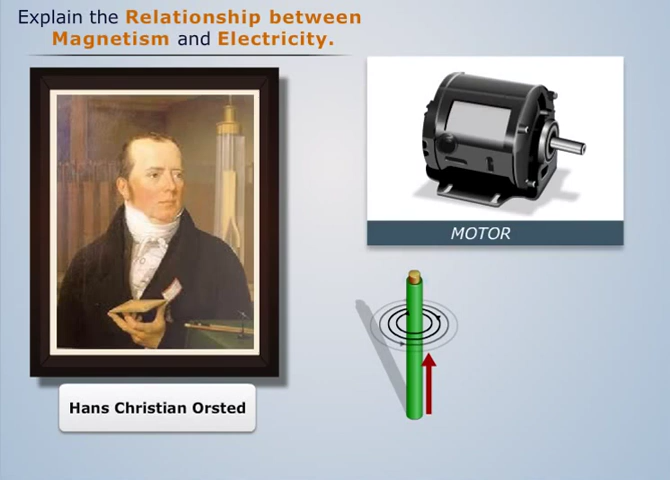 Explain the Relationship between
Magnetism and Electricity.
MOTOR
Hans Christian Orsted